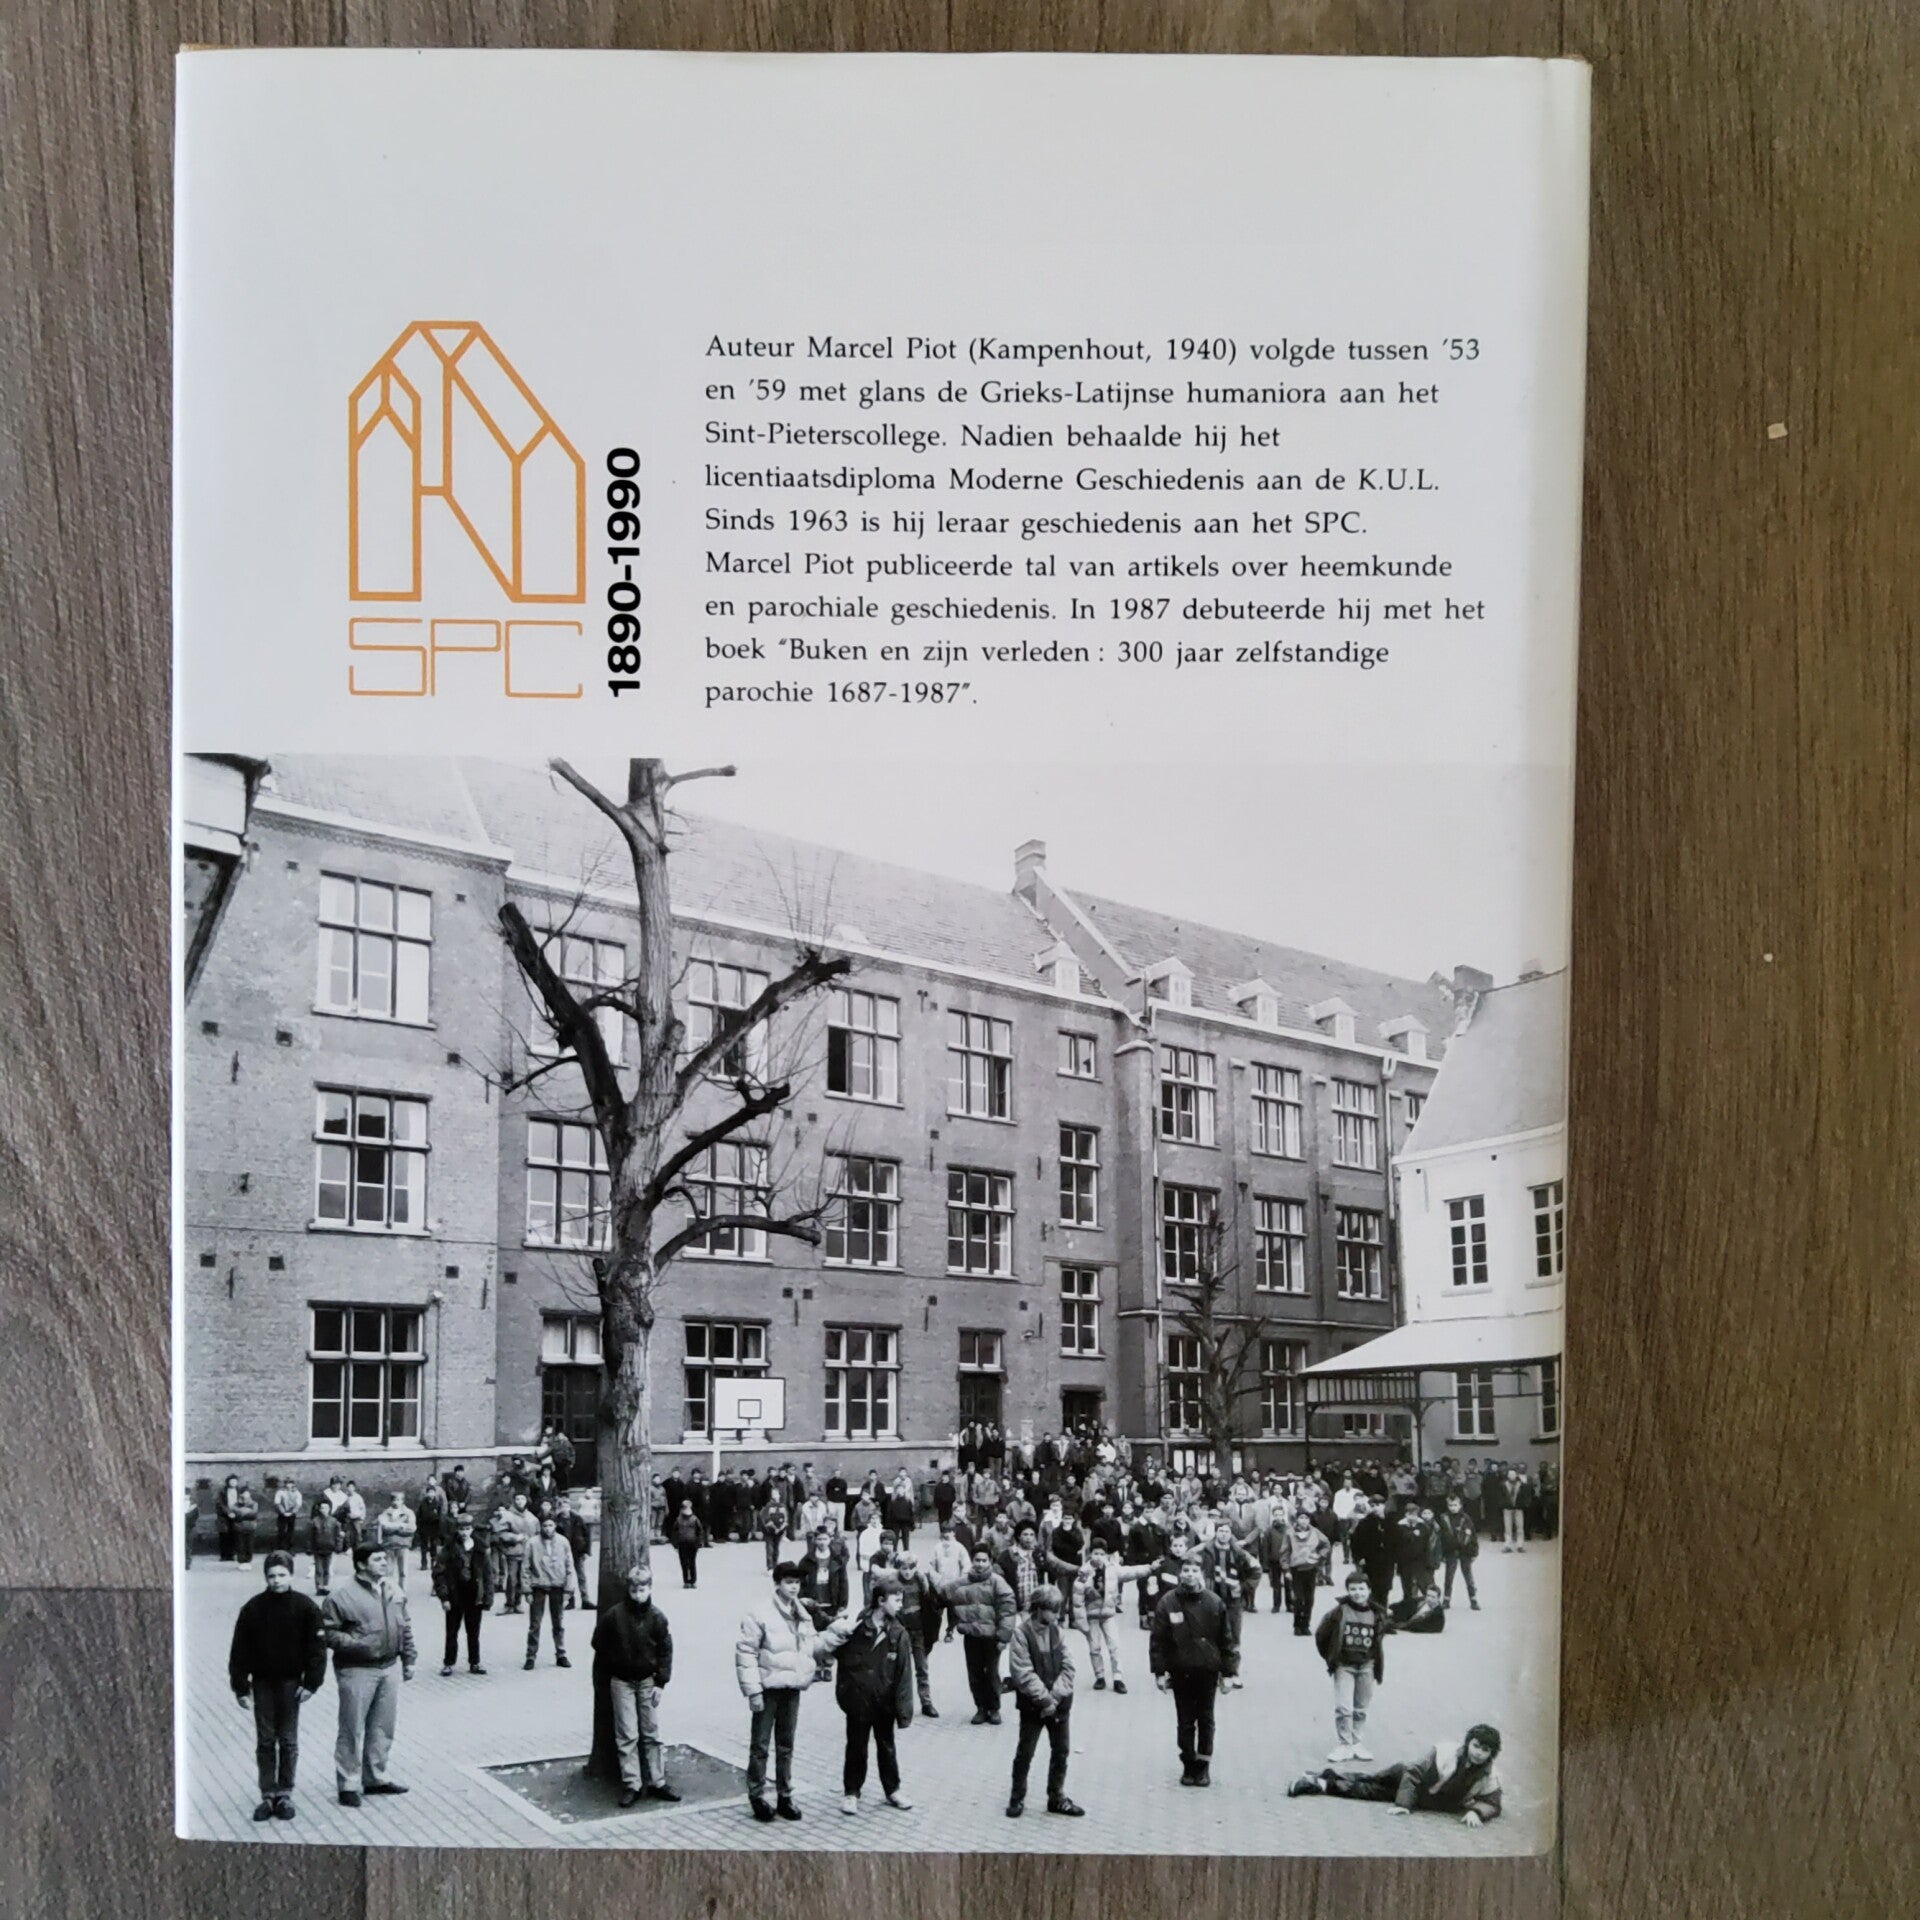 Auteur Marcel Piot (Kampenhout, 1940) volgde tussen '53
en '59 met glans de Grieks-Latijnse humaniora aan het
Sint-Pieterscollege. Nadien behaalde hij het
licentiaatsdiploma Moderne Geschiedenis aan de K.U.L.
Sinds 1963 is hij leraar geschiedenis aan het SPC.
Marcel Piot publiceerde tal van artikels over heemkunde
en parochiale geschiedenis. In 1987 debuteerde hij met het
boek "Buken en zijn verleden : 300 jaar zelfstandige
parochie 1687-1987".
SPC
1890-1990